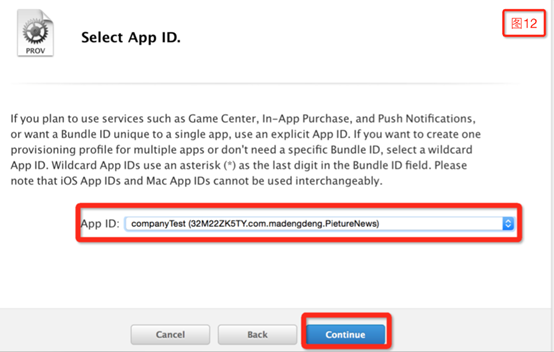 图12
PROV
Select App ID.
If you plan to use services such as Game Center, In-App Purchase, and Push Notifications,
or want a Bundle ID unique to a single app, use an explicit App ID. If you want to create one
provisioning profile for multiple apps or don't need a specific Bundle ID, select a wildcard
App ID. Wildcard App IDs use an asterisk (*) as the last digit in the Bundle ID field. Please
note that iOS App IDs and Mac App IDs cannot be used interchangeably.
App ID: companyTest (32M22ZK5TY.com.madengdeng.PietureNews)
Cancel Back Continue